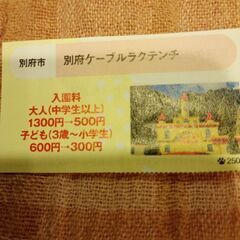 別府市
別府ケーブルラクテンチ
入園料
大人(中学生以上)
1300円→500円
子ども(3歳～小学生)
600円→300円
250